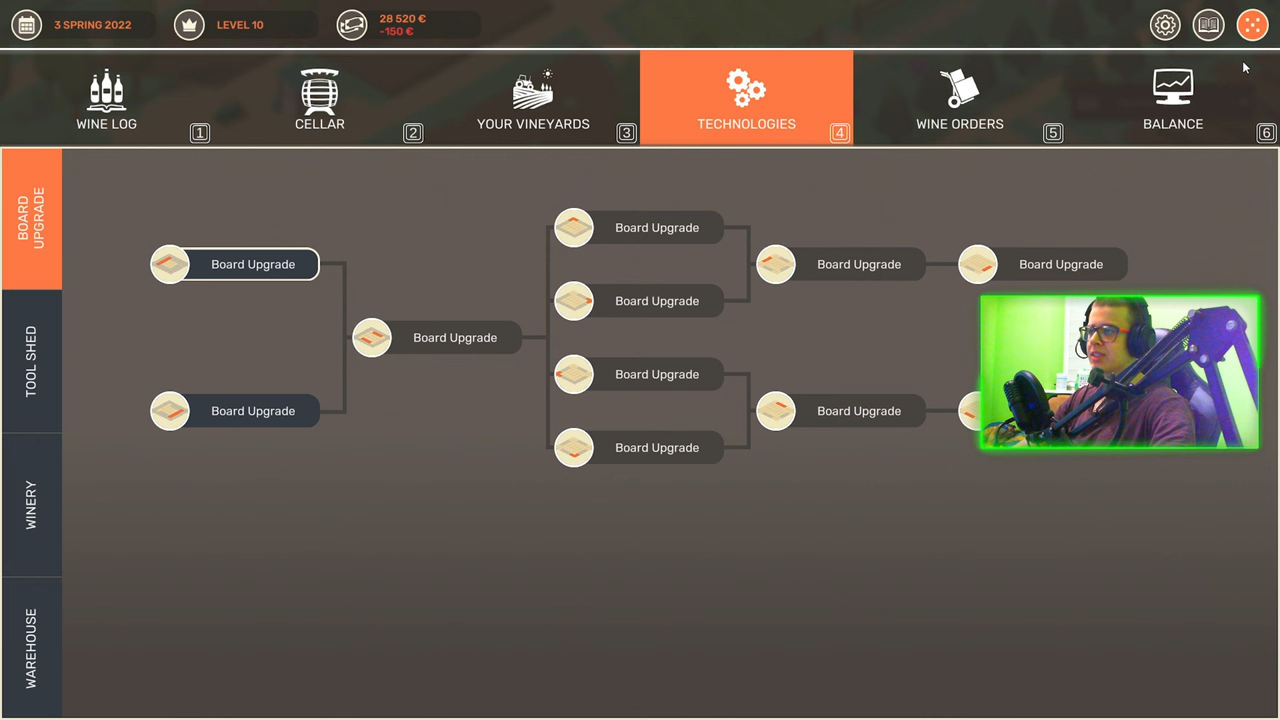 3 SPRING 2022
LEVEL 10
28 520 €
-150 €
WINE LOG
1
CELLAR
2
YOUR VINEYARDS
3
TECHNOLOGIES
4
WINE ORDERS
5
BALANCE
6
BOARD
UPGRADE
TOOL SHED
WINERY
WAREHOUSE
Board Upgrade
Board Upgrade
Board Upgrade
Board Upgrade
Board Upgrade
Board Upgrade
Board Upgrade
Board Upgrade
Board Upgrade
Board Upgrade